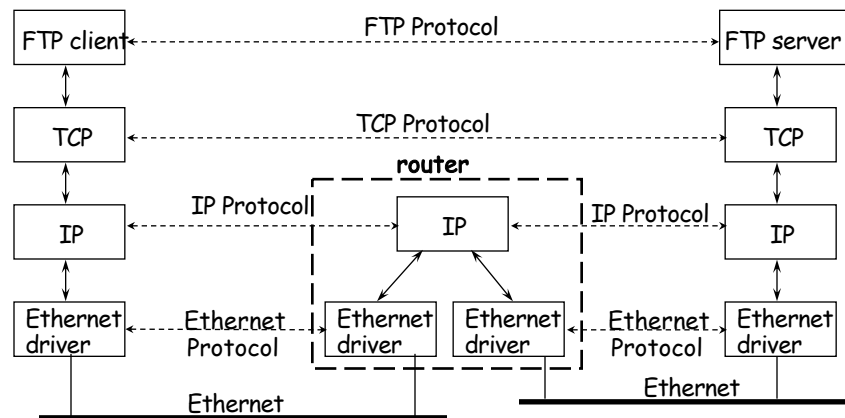 FTP client
FTP Protocol
FTP server
TCP
TCP Protocol
TCP
router
IP Protocol
IP
IP Protocol
IP
IP
Ethernet
driver
Ethernet
Protocol
Ethernet
driver
Ethernet
driver
Ethernet
Protocol
Ethernet
driver
Ethernet
Ethernet